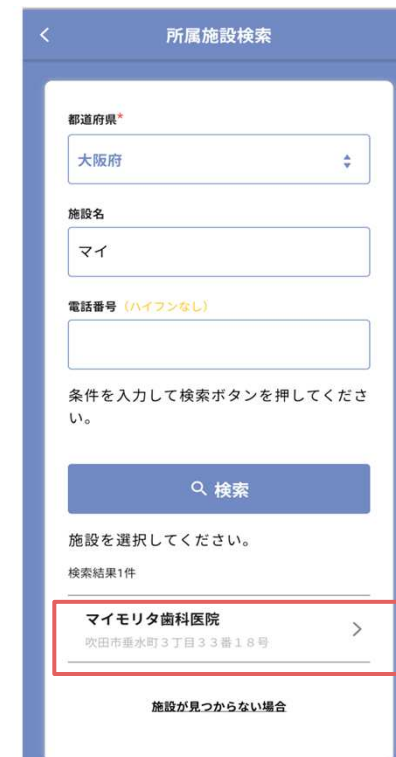 所属施設検索
都道府県*
大阪府
施設名
マイ
電話番号（ハイフンなし）
条件を入力して検索ボタンを押してくださ
い。
検索
施設を選択してください。
検索結果1件
マイモリタ歯科医院
吹田市垂水町３丁目３３番１８号
施設が見つからない場合